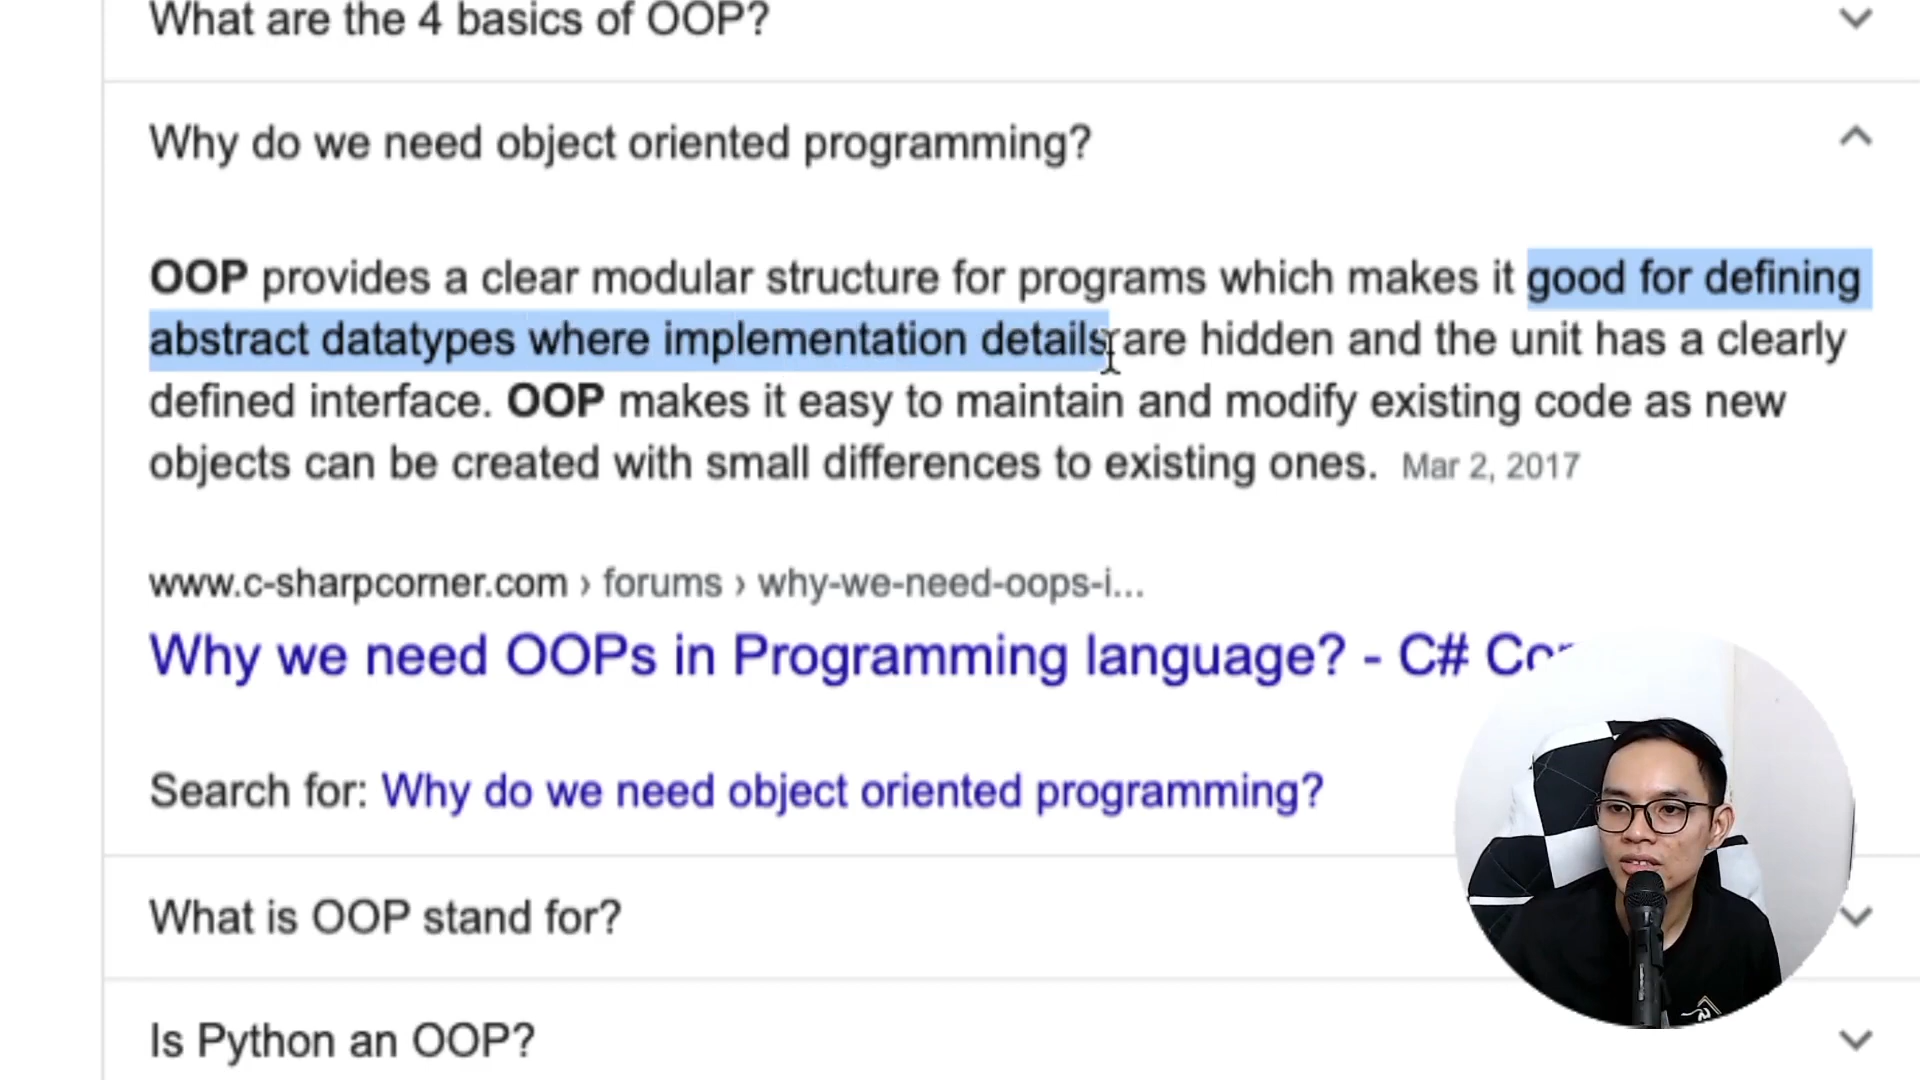 What are the 4 basics of OOP?
Why do we need object oriented programming?
OOP provides a clear modular structure for programs which makes it good for defining
abstract datatypes where implementation details are hidden and the unit has a clearly
defined interface. OOP makes it easy to maintain and modify existing code as new
objects can be created with small differences to existing ones. Mar 2, 2017
www.c-sharpcorner.com › forums › why-we-need-oops-i...
Why we need OOPs in Programming language? - C#
Search for: Why do we need object oriented programming?
What is OOP stand for?
Is Python an OOP?